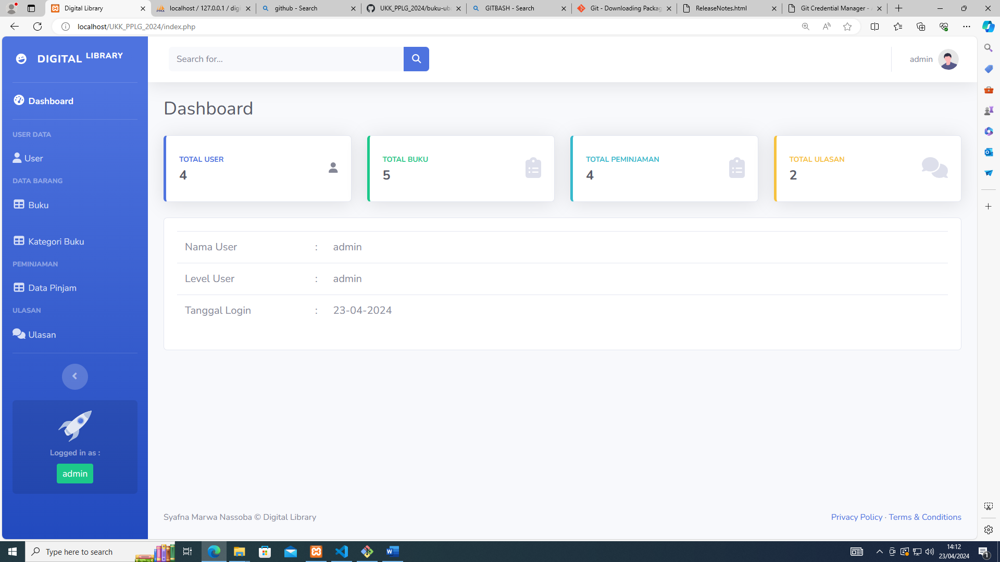 Digital Library
localhost / 127.0.0.1 / dig
github - Search
UKK_PPLG_2024/buku-ub
GITBASH - Search
Git - Downloading Packag
ReleaseNotes.html
Git Credential Manager -
localhost/UKK_PPLG_2024/index.php
DIGITAL LIBRARY
Search for...
admin
Dashboard
USER DATA
User
DATA BARANG
Buku
Kategori Buku
PEMINJAMAN
Data Pinjam
ULASAN
Ulasan
Logged in as :
admin
Dashboard
TOTAL USER
4
TOTAL BUKU
5
TOTAL PEMINJAMAN
4
TOTAL ULASAN
2
Nama User : admin
Level User : admin
Tanggal Login : 23-04-2024
Syafna Marwa Nassoba © Digital Library
Privacy Policy · Terms & Conditions
Type here to search
14:12
23/04/2024
1